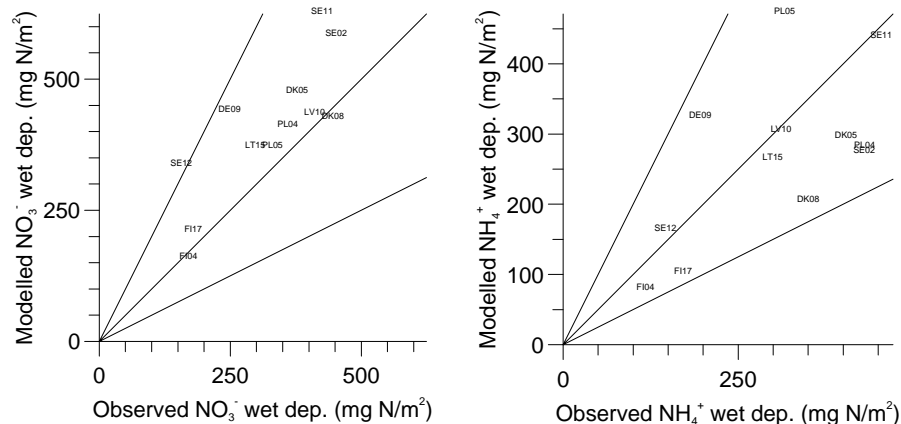 SE11
SE02
DK05
DE09
LV10
DK08
PL04
LT15
PL05
SE12
FI17
FI04
500
250
0
0
250
500
Modelled NO₃⁻ wet dep. (mg N/m²)
Observed NO₃⁻ wet dep. (mg N/m²)
PL05
SE11
DE09
LV10
DK05
PL04
SE02
LT15
DK08
SE12
FI17
FI04
400
300
200
100
0
0
250
Modelled NH₄⁺ wet dep. (mg N/m²)
Observed NH₄⁺ wet dep. (mg N/m²)